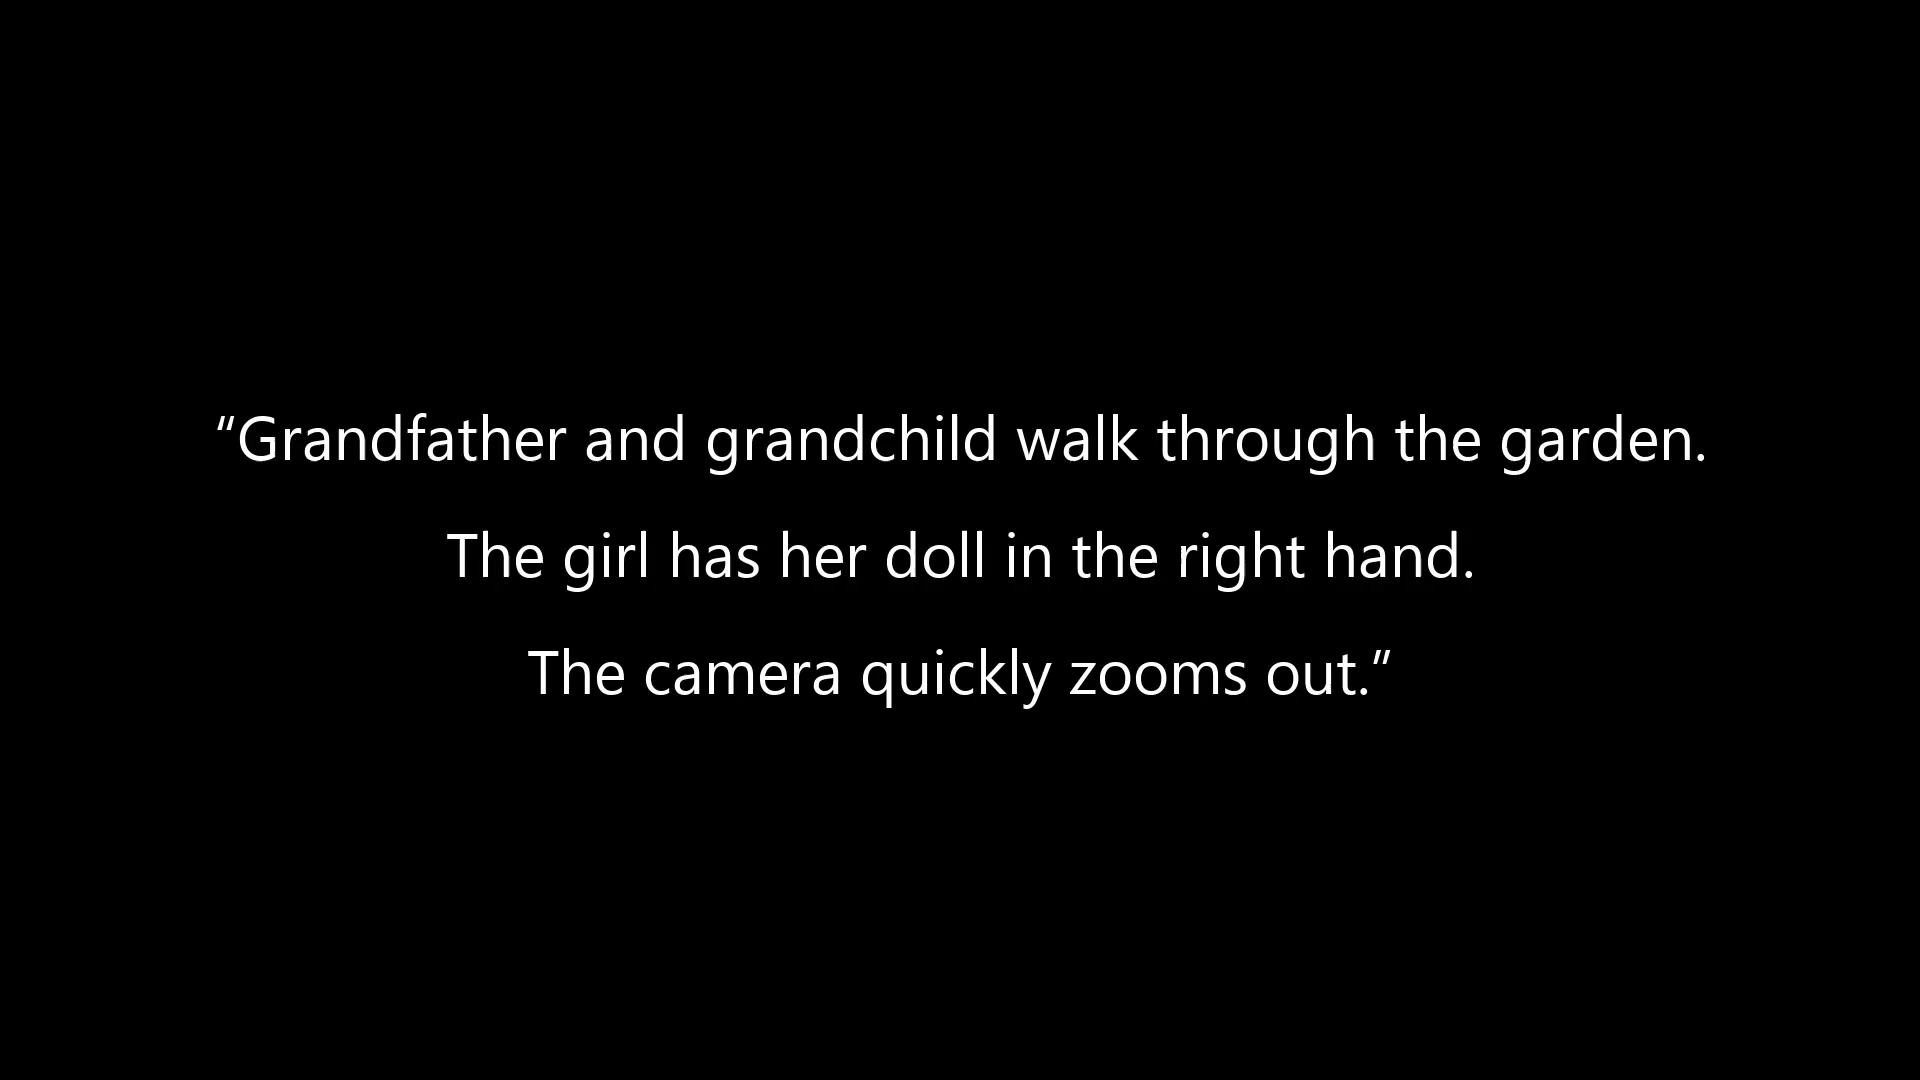 “Grandfather and grandchild walk through the garden.
The girl has her doll in the right hand.
The camera quickly zooms out.”